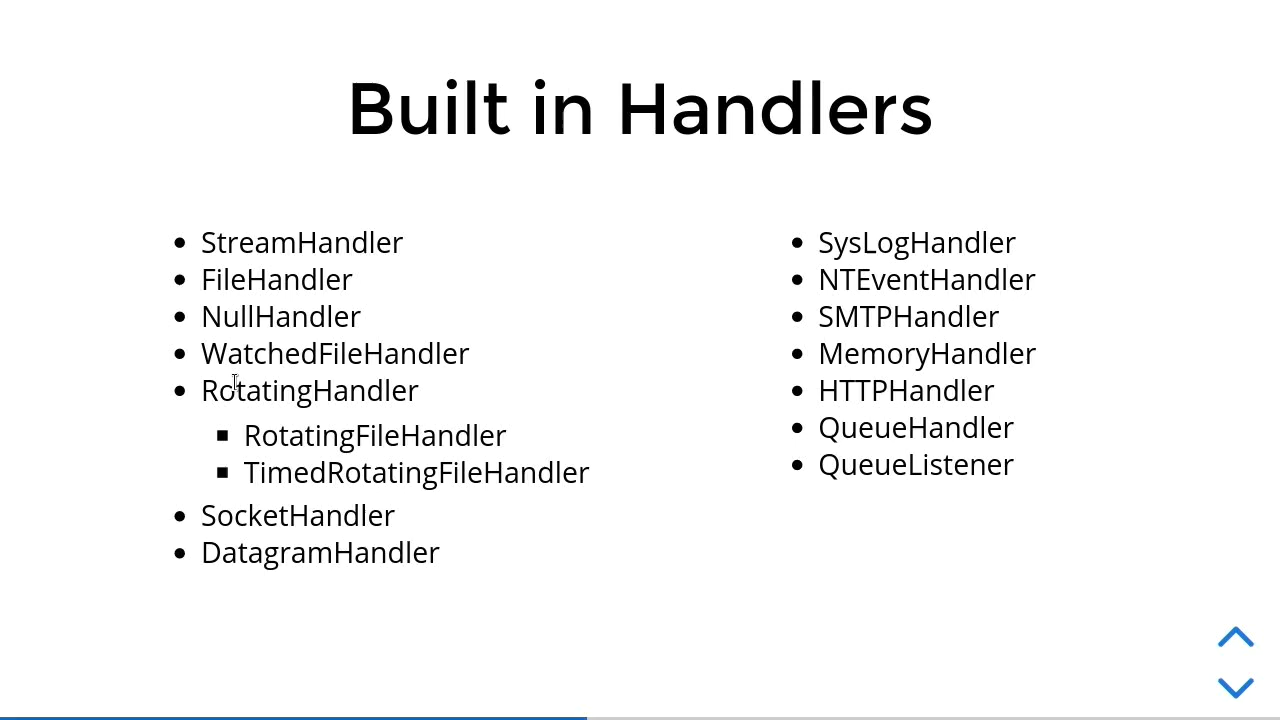 Built in Handlers
StreamHandler
FileHandler
NullHandler
WatchedFileHandler
RotatingHandler
RotatingFileHandler
TimedRotatingFileHandler
SocketHandler
DatagramHandler
SysLogHandler
NTEventHandler
SMTPHandler
MemoryHandler
HTTPHandler
QueueHandler
QueueListener